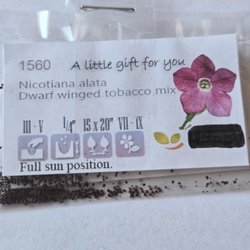 1560 A little gift for you
Nicotiana alata
Dwarf winged tobacco mix
III - V ¼" 15 x 20" VII - IX
Full sun position.